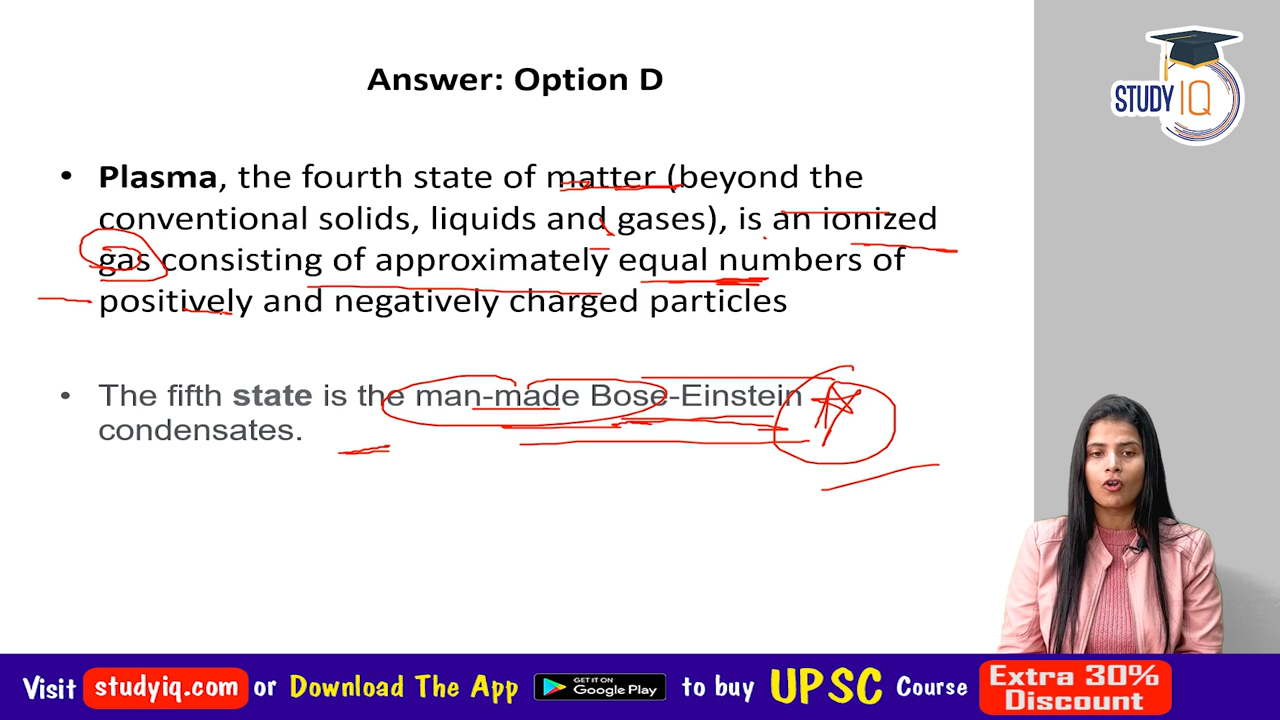 Answer: Option D
STUDY IQ
• Plasma, the fourth state of matter (beyond the
conventional solids, liquids and gases), is an ionized
gas consisting of approximately equal numbers of
positively and negatively charged particles
• The fifth state is the man-made Bose-Einstein
condensates.
Visit studyiq.com or Download The App GET IT ON Google Play to buy UPSC Course Extra 30% Discount